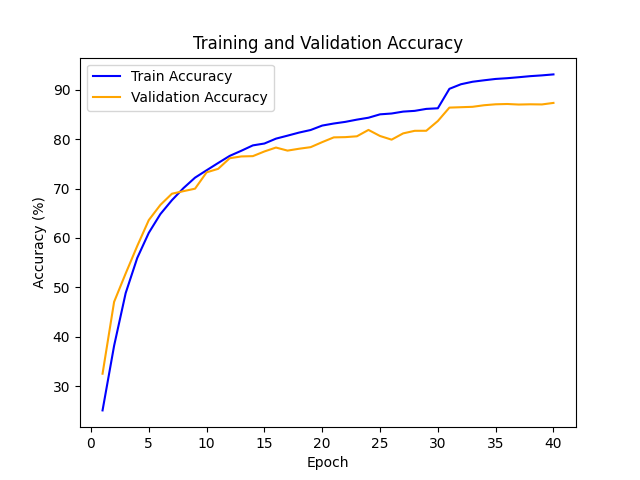 Training and Validation Accuracy
Train Accuracy
Validation Accuracy
Accuracy (%)
90
80
70
60
50
40
30
0 5 10 15 20 25 30 35 40
Epoch